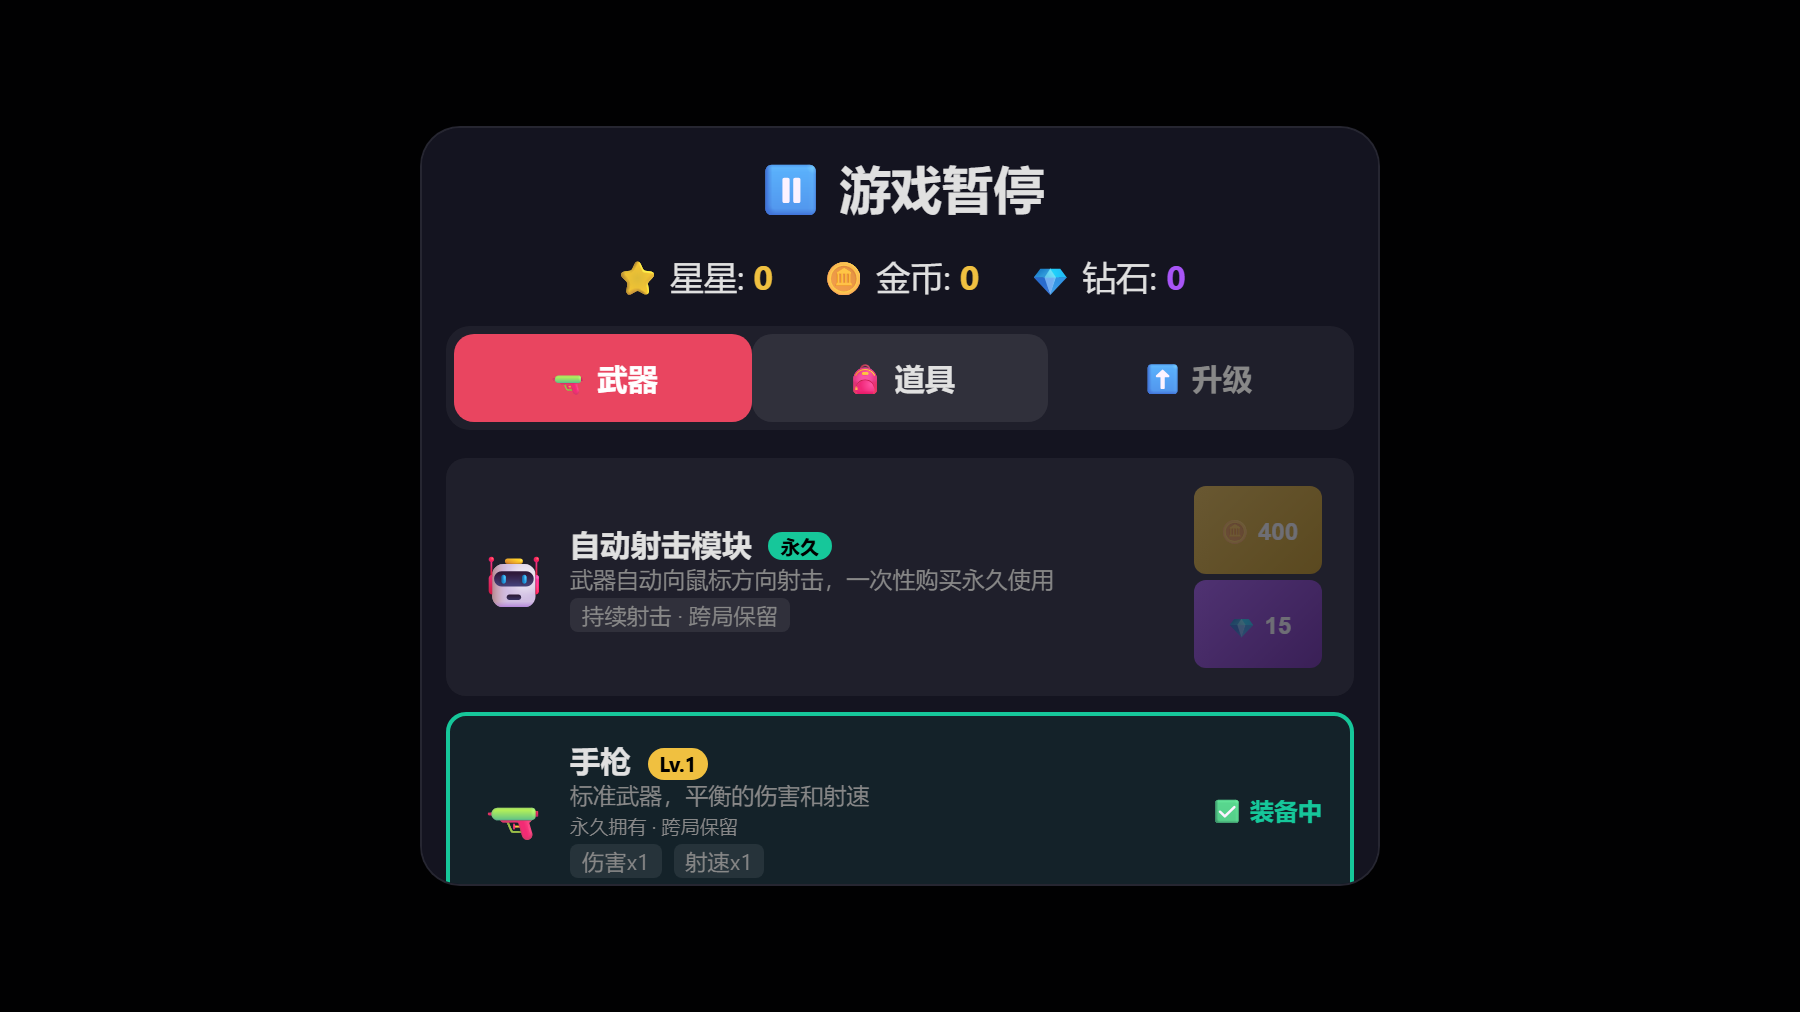 游戏暂停
星星: 0 金币: 0 钻石: 0
武器 道具 升级
自动射击模块 永久
武器自动向鼠标方向射击，一次性购买永久使用
持续射击 · 跨局保留
400
15
手枪 Lv.1
标准武器，平衡的伤害和射速
永久拥有 · 跨局保留
伤害x1 射速x1
装备中